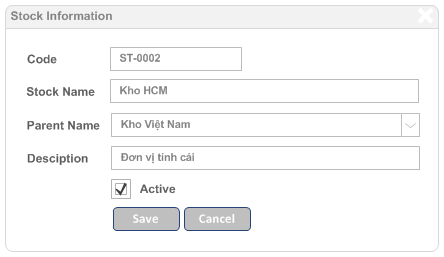 Stock Information
Code ST-0002
Stock Name Kho HCM
Parent Name Kho Việt Nam
Desciption Đơn vị tính cái
Active
Save Cancel